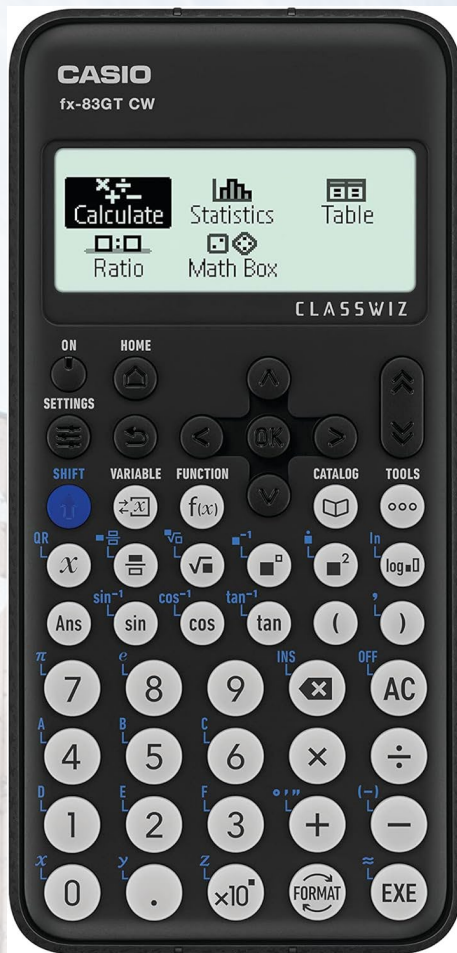 CASIO
fx-83GT CW
Calculate Statistics Table
Ratio Math Box
CLASSWIZ
ON HOME
SETTINGS
OK
SHIFT VARIABLE FUNCTION CATALOG TOOLS
x f(x)
QR ■√□ ■⁻¹ ln
x √■ ■□ ■² log■□
sin⁻¹ cos⁻¹ tan⁻¹ ,
Ans sin cos tan ( )
π e INS OFF
7 8 9 AC
A B C
4 5 6 × ÷
D E F ° ′ ″ (−)
1 2 3 + −
x y z ≈
0 . ×10■ FORMAT EXE